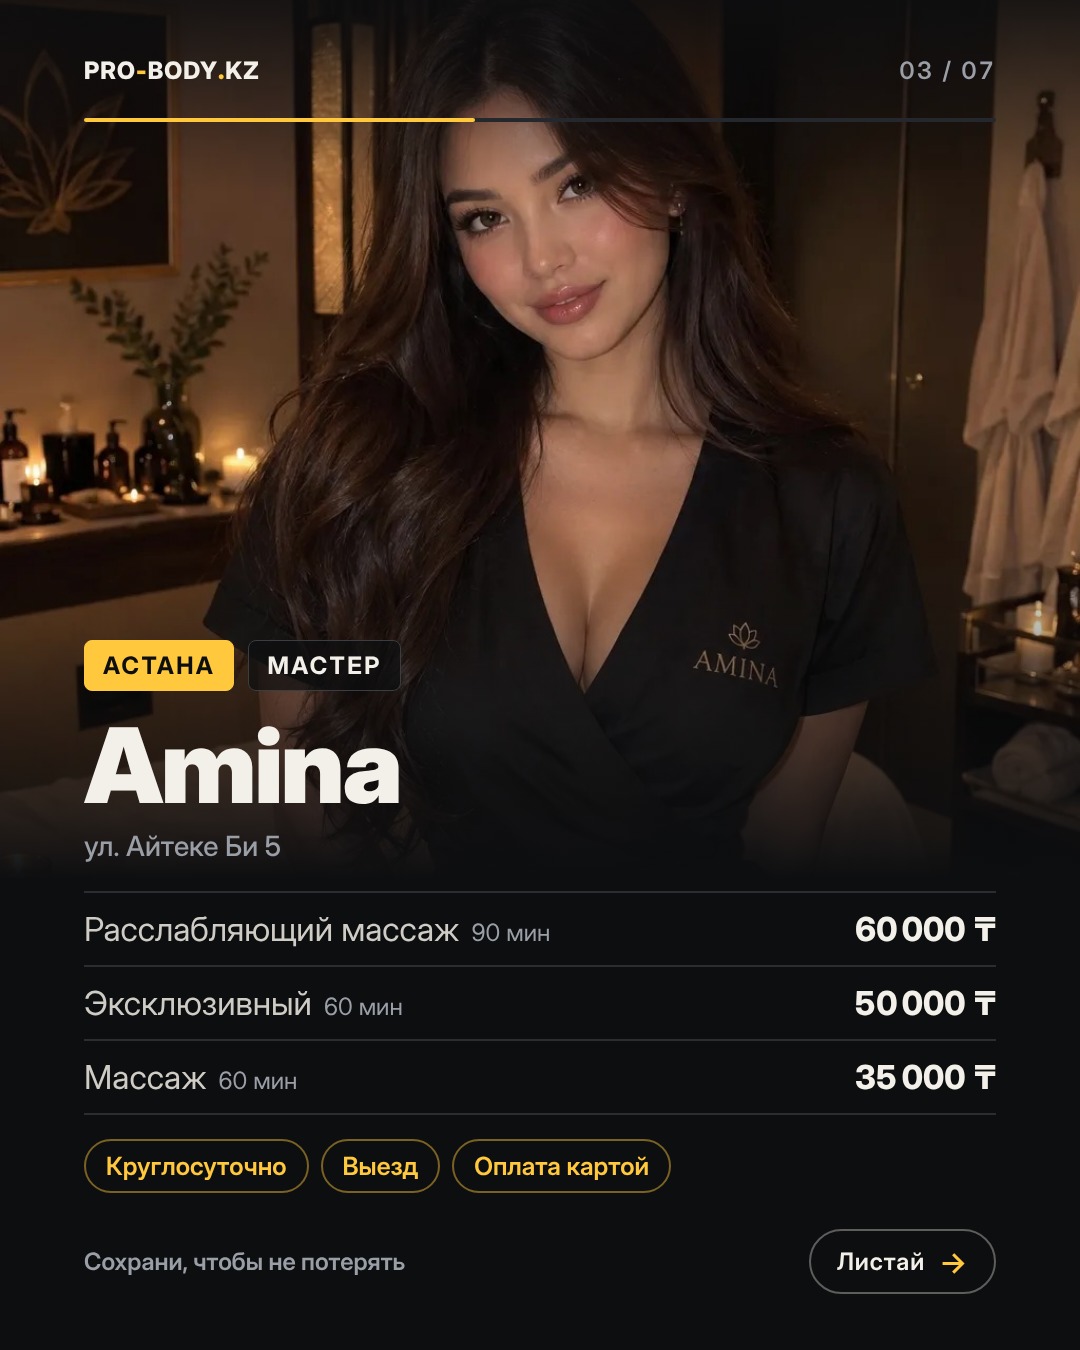 PRO-BODY.KZ
03 / 07
AMINA
АСТАНА
МАСТЕР
Amina
ул. Айтеке Би 5
Расслабляющий массаж 90 мин 60 000 ₸
Эксклюзивный 60 мин 50 000 ₸
Массаж 60 мин 35 000 ₸
Круглосуточно
Выезд
Оплата картой
Сохрани, чтобы не потерять
Листай →